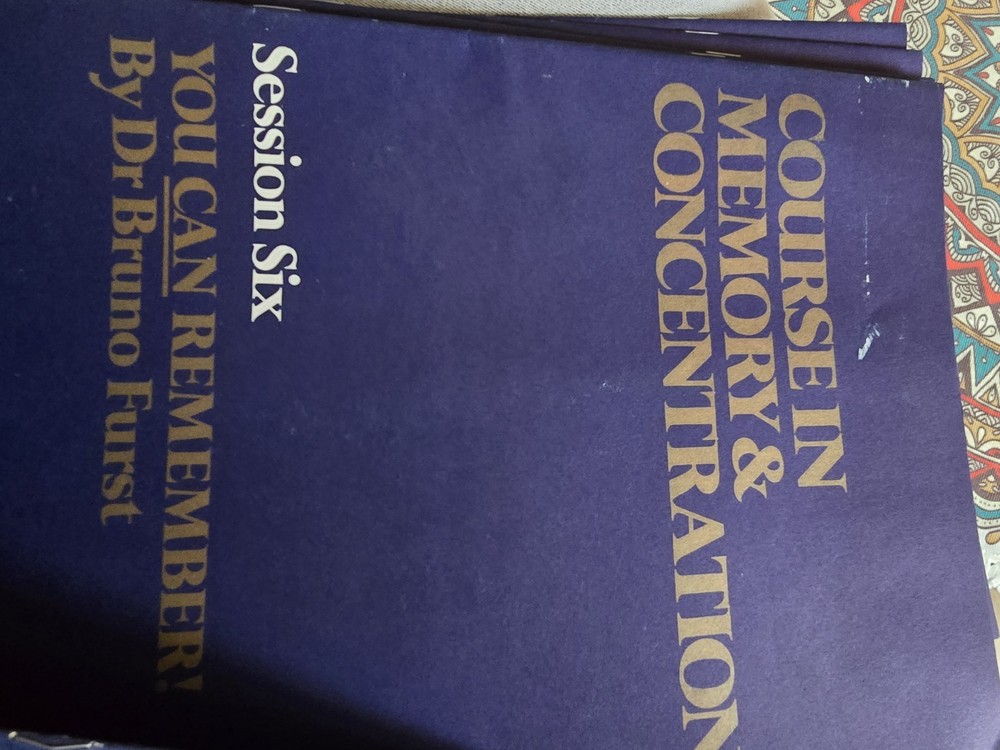 COURSE IN
MEMORY &
CONCENTRATION
Session Six
YOU CAN REMEMBER!
By Dr Bruno Furst